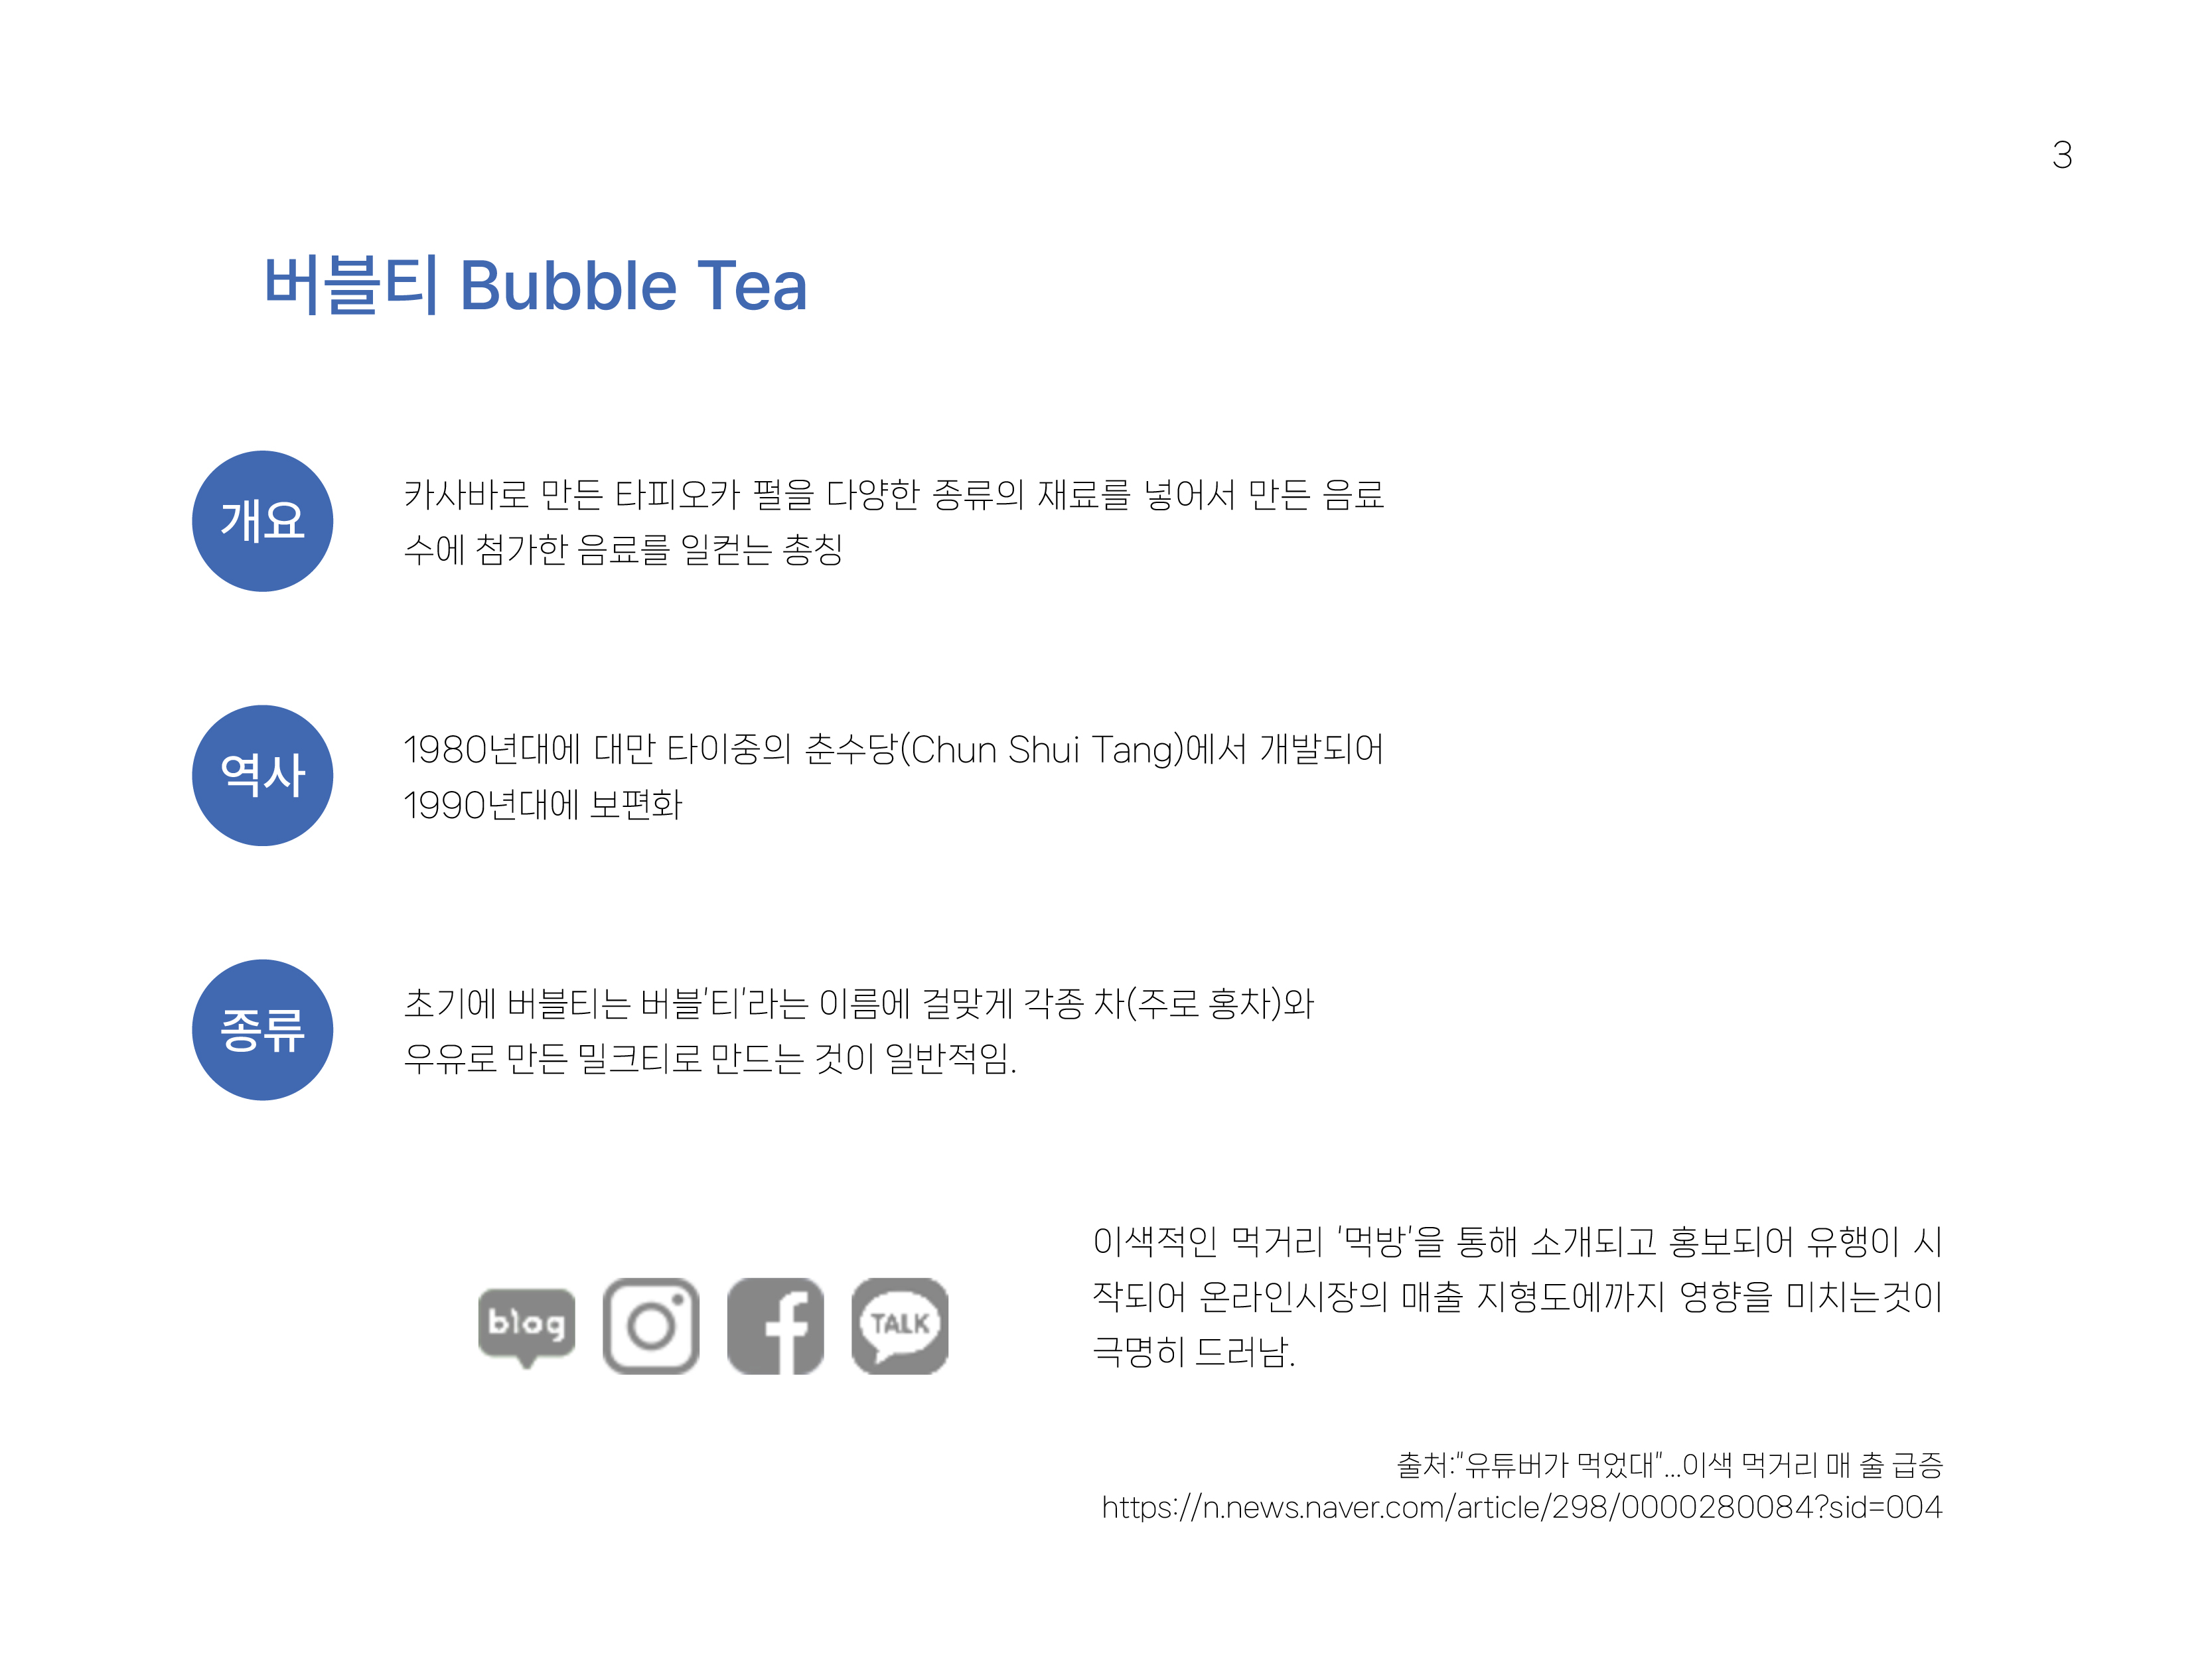 3
버블티 Bubble Tea
개요
카사바로 만든 타피오카 펄을 다양한 종류의 재료를 넣어서 만든 음료
수에 첨가한 음료를 일컫는 총칭
역사
1980년대에 대만 타이중의 춘수당(Chun Shui Tang)에서 개발되어
1990년대에 보편화
종류
초기에 버블티는 버블'티'라는 이름에 걸맞게 각종 차(주로 홍차)와
우유로 만든 밀크티로 만드는 것이 일반적임.
blog
TALK
이색적인 먹거리 '먹방'을 통해 소개되고 홍보되어 유행이 시
작되어 온라인시장의 매출 지형도에까지 영향을 미치는것이
극명히 드러남.
출처:"유투버가 먹었대"...이색 먹거리 매 출 급증
https://n.news.naver.com/article/298/0000280084?sid=004